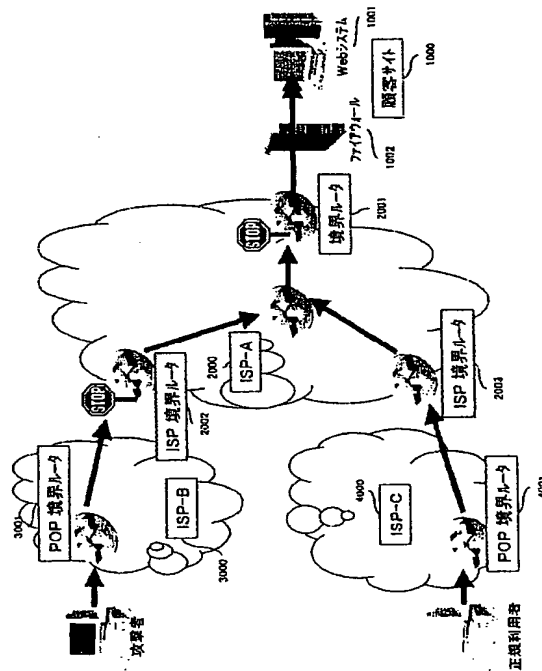 攻撃者
3001
POP 境界ルータ
ISP-B
3000
STOP
ISP 境界ルータ
2002
2000
ISP-A
STOP
境界ルータ
2001
ファイアウォール
1002
Webシステム
1001
顧客サイト
1000
正規利用者
POP 境界ルータ
4001
4000
ISP-C
ISP 境界ルータ
2003